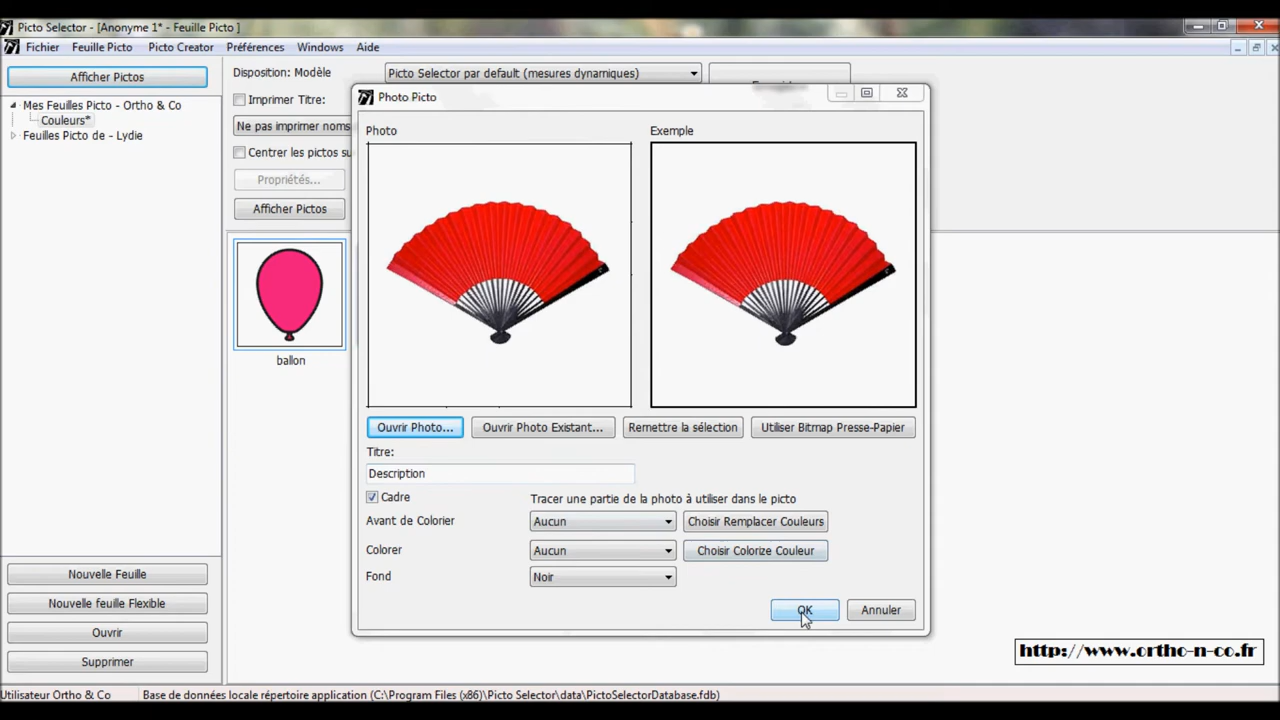 Picto Selector - [Anonyme 1* - Feuille Picto ]
Fichier Feuille Picto Picto Creator Préférences Windows Aide
Afficher Pictos
Mes Feuilles Picto - Ortho & Co
Couleurs*
Feuilles Picto de - Lydie
Disposition: Modèle Picto Selector par default (mesures dynamiques)
Imprimer Titre:
Ne pas imprimer noms
Centrer les pictos su
Propriétés...
Afficher Pictos
ballon
Photo Picto
Photo Exemple
Ouvrir Photo... Ouvrir Photo Existant... Remettre la sélection Utiliser Bitmap Presse-Papier
Titre:
Description
Cadre Tracer une partie de la photo à utiliser dans le picto
Avant de Colorier Aucun Choisir Remplacer Couleurs
Colorer Aucun Choisir Colorize Couleur
Fond Noir
OK Annuler
Nouvelle Feuille
Nouvelle feuille Flexible
Ouvrir
Supprimer
http://www.ortho-n-co.fr
Utilisateur Ortho & Co Base de données locale répertoire application (C:\Program Files (x86)\Picto Selector\data\PictoSelectorDatabase.fdb)